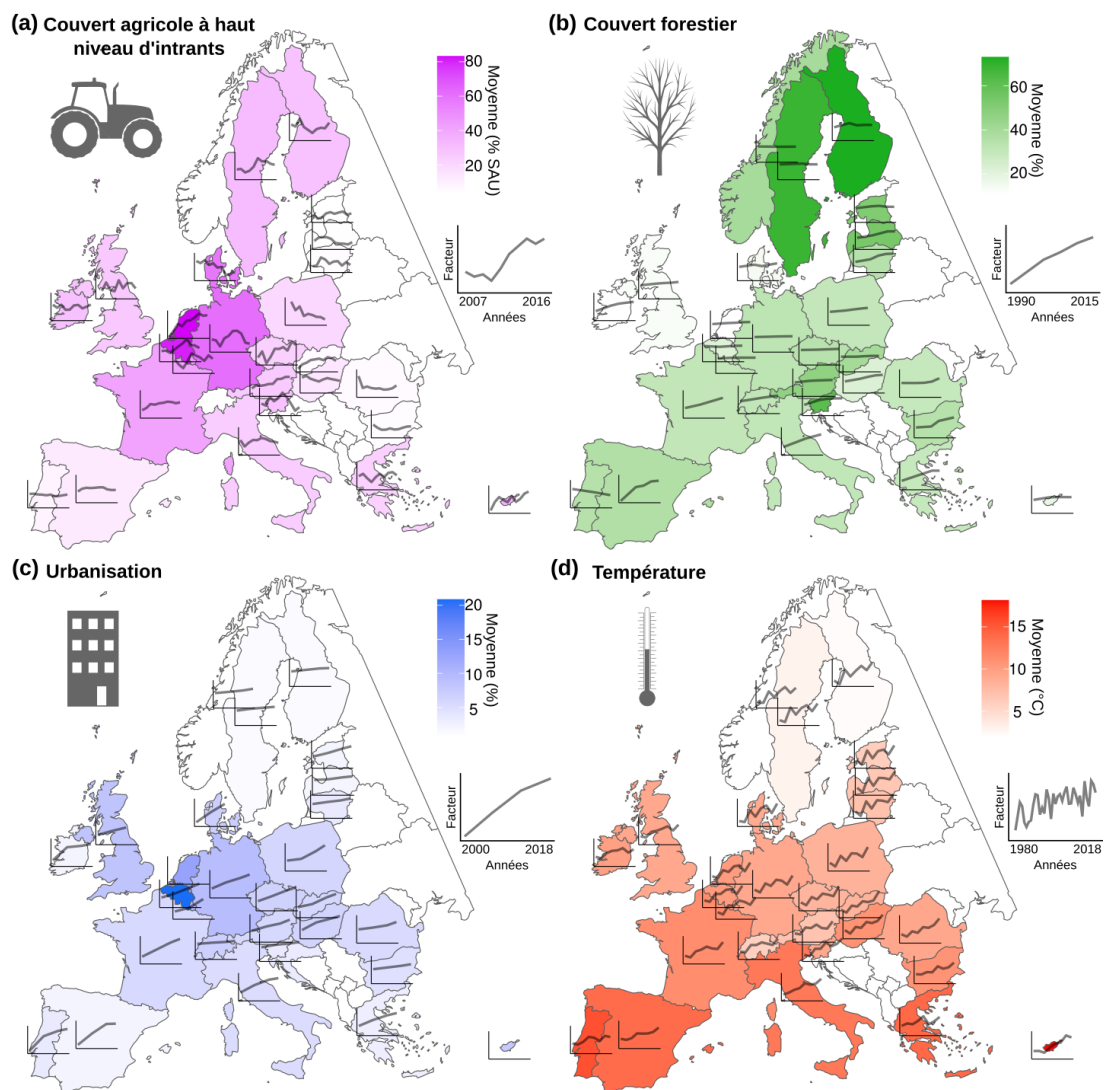 (a) Couvert agricole à haut
niveau d'intrants
80
60
40
20
Moyenne (% SAU)
Facteur
2007 2016
Années
(b) Couvert forestier
60
40
20
Moyenne (%)
Facteur
1990 2015
Années
(c) Urbanisation
20
15
10
5
Moyenne (%)
Facteur
2000 2018
Années
(d) Température
15
10
5
Moyenne (°C)
Facteur
1980 2018
Années